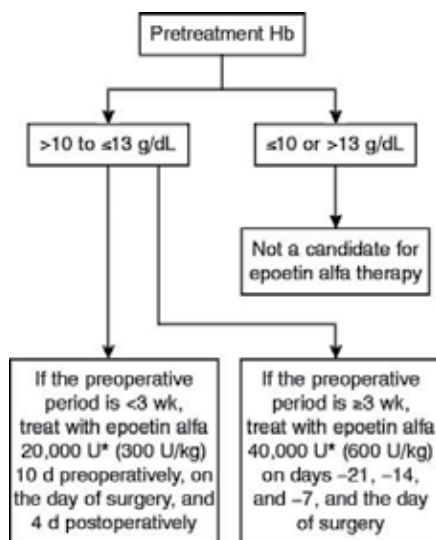 Pretreatment Hb
>10 to ≤13 g/dL
≤10 or >13 g/dL
Not a candidate for
epoetin alfa therapy
If the preoperative
period is <3 wk,
treat with epoetin alfa
20,000 U* (300 U/kg)
10 d preoperatively, on
the day of surgery, and
4 d postoperatively
If the preoperative
period is ≥3 wk,
treat with epoetin alfa
40,000 U* (600 U/kg)
on days −21, −14,
and −7, and the day
of surgery